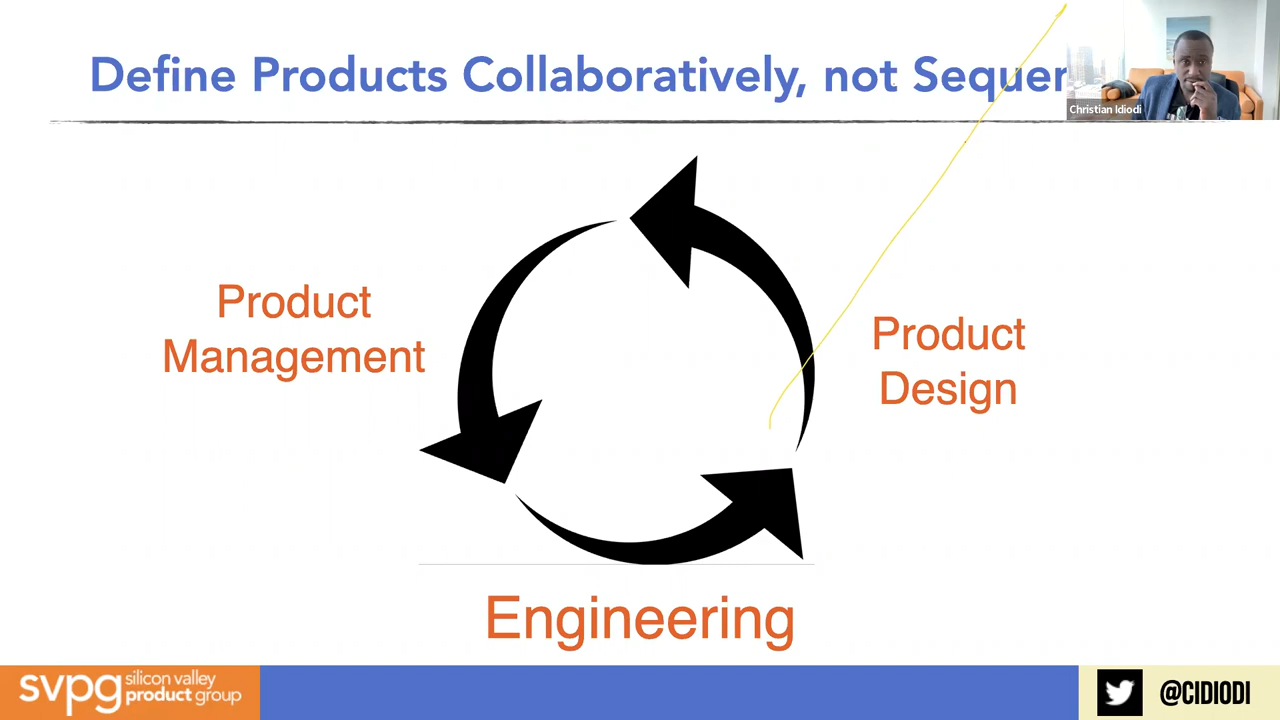 Define Products Collaboratively, not Sequen
Christian Idiodi
Product
Management
Product
Design
Engineering
svpg silicon valley
product group
@CIDIODI